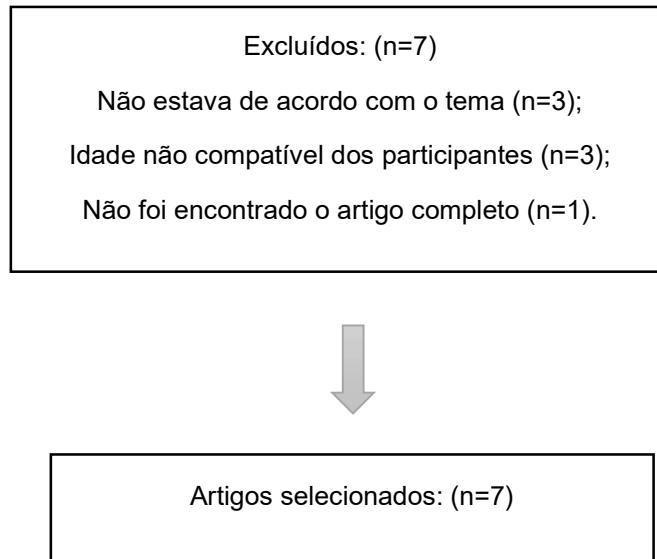 Excluídos: (n=7)
Não estava de acordo com o tema (n=3);
Idade não compatível dos participantes (n=3);
Não foi encontrado o artigo completo (n=1).
Artigos selecionados: (n=7)